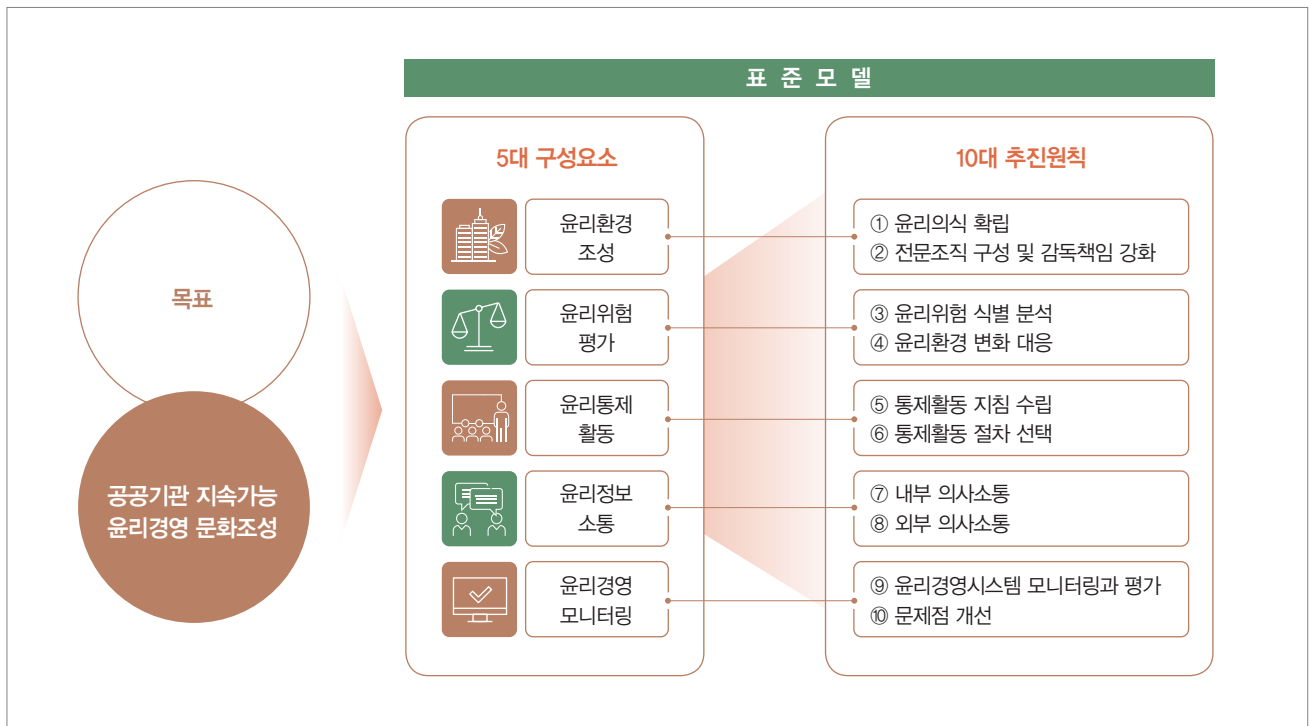 표준모델
목표
공공기관 지속가능
윤리경영 문화조성
5대 구성요소
윤리환경
조성
윤리위험
평가
윤리통제
활동
윤리정보
소통
윤리경영
모니터링
10대 추진원칙
① 윤리의식 확립
② 전문조직 구성 및 감독책임 강화
③ 윤리위험 식별 분석
④ 윤리환경 변화 대응
⑤ 통제활동 지침 수립
⑥ 통제활동 절차 선택
⑦ 내부 의사소통
⑧ 외부 의사소통
⑨ 윤리경영시스템 모니터링과 평가
⑩ 문제점 개선